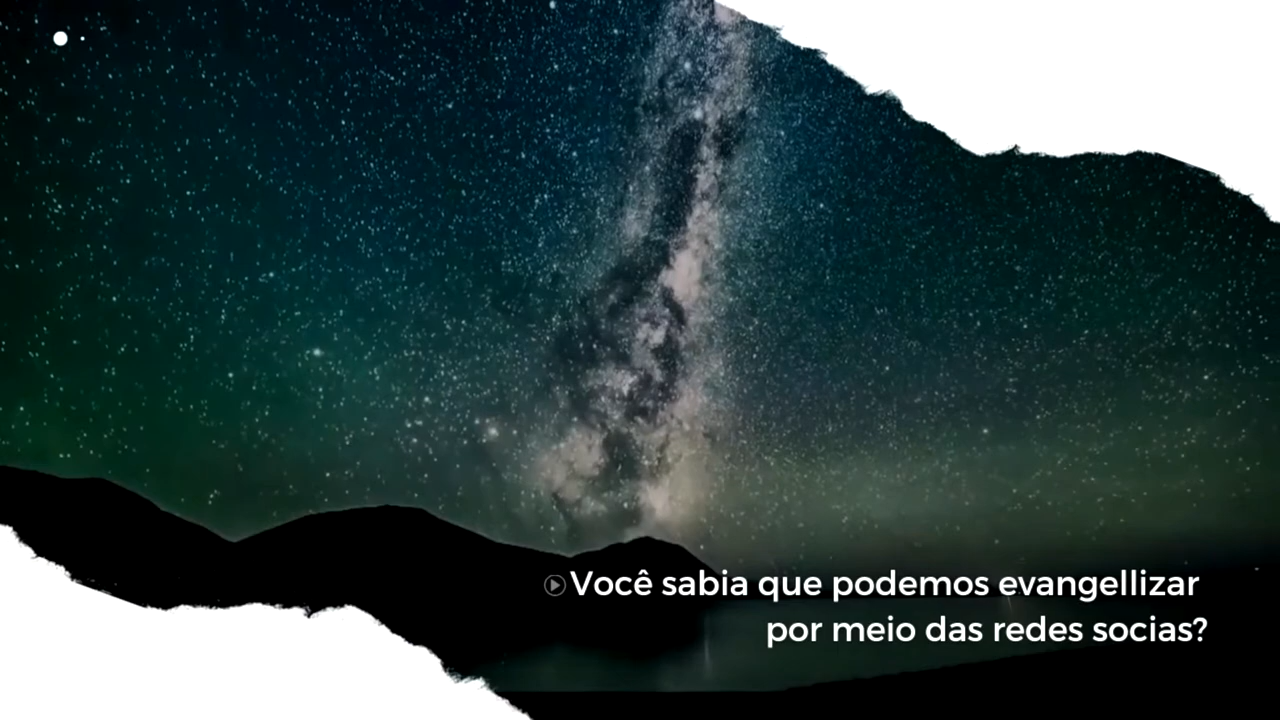 Você sabia que podemos evangellizar
por meio das redes socias?